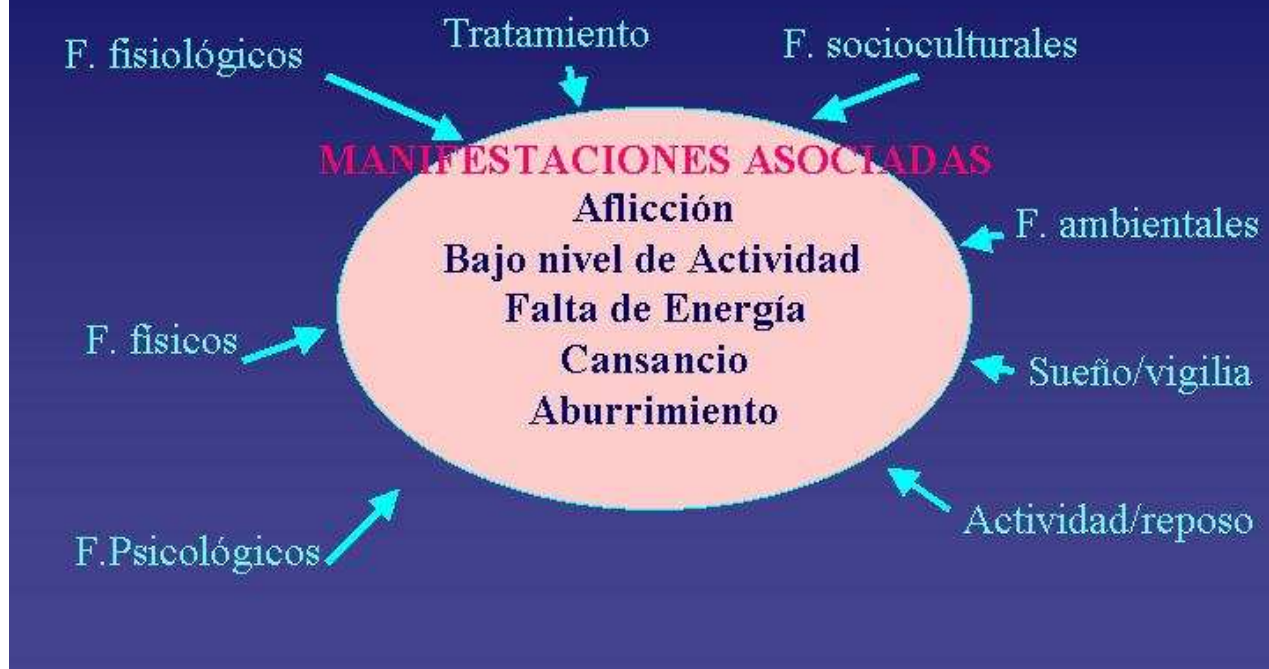 F. fisiológicos
Tratamiento
F. socioculturales
MANIFESTACIONES ASOCIADAS
Aflicción
Bajo nivel de Actividad
Falta de Energía
Cansancio
Aburrimiento
F. ambientales
F. físicos
Sueño/vigilia
F.Psicológicos
Actividad/reposo